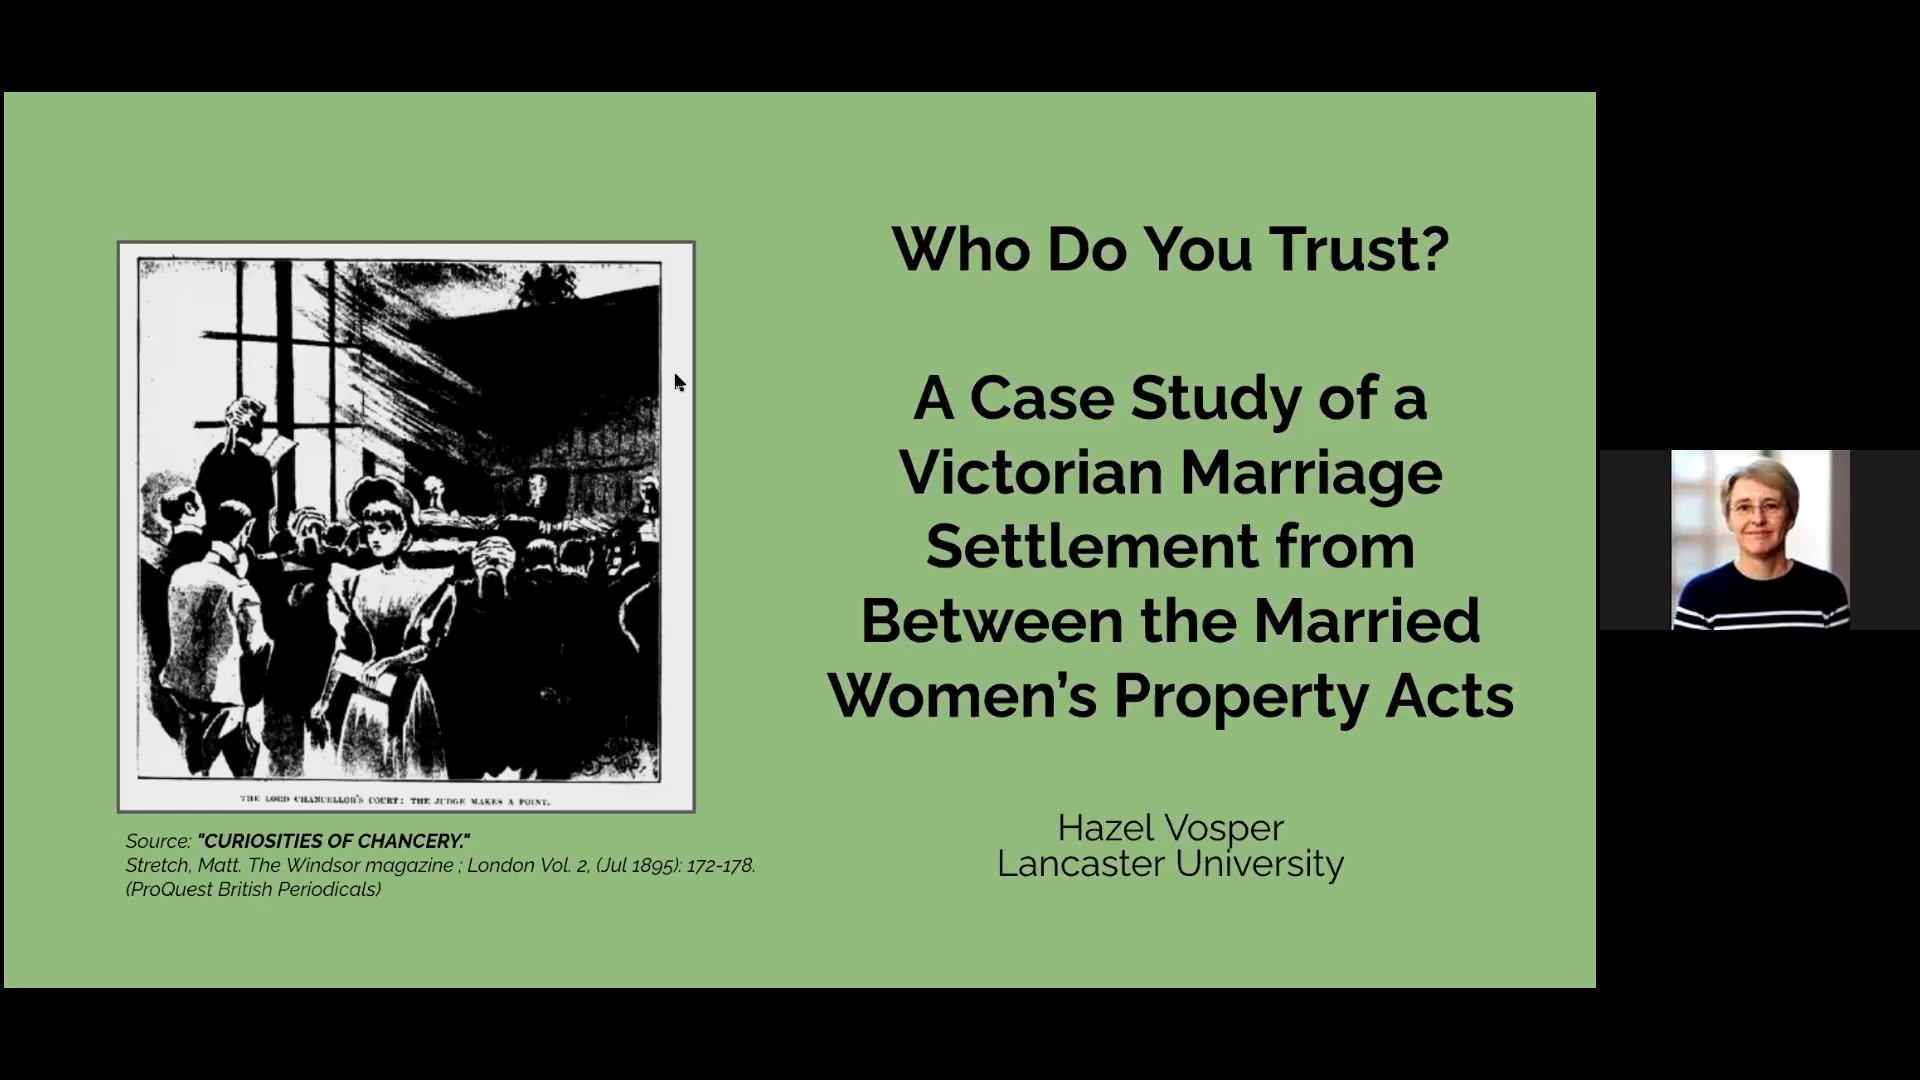 Who Do You Trust?
A Case Study of a
Victorian Marriage
Settlement from
Between the Married
Women's Property Acts
Hazel Vosper
Lancaster University
THE LORD CHANCELLOR'S COURT: THE JUDGE MAKES A POINT.
Source: "CURIOSITIES OF CHANCERY."
Stretch, Matt. The Windsor magazine ; London Vol. 2, (Jul 1895): 172-178.
(ProQuest British Periodicals)